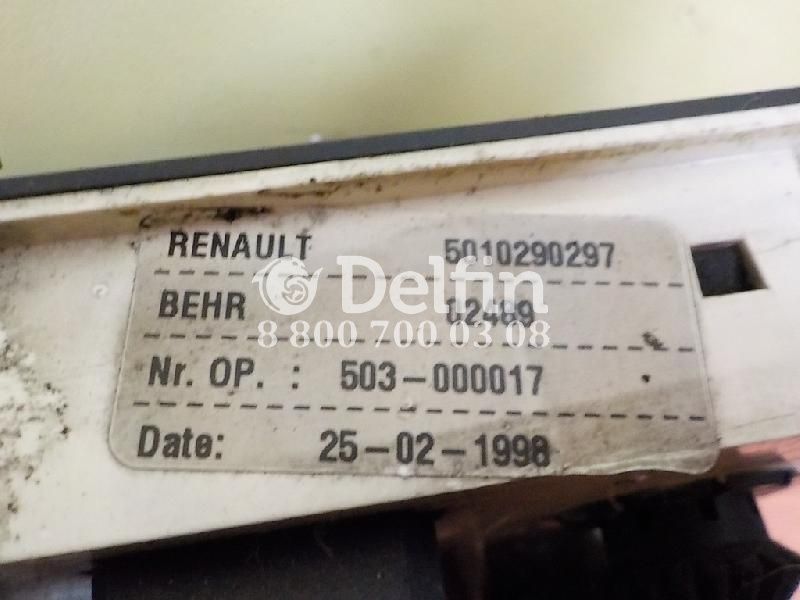 RENAULT 5010290297
Delfin
BEHR
8 800 700 03 08
Nr. OP. : 503-000017
Date: 25-02-1998